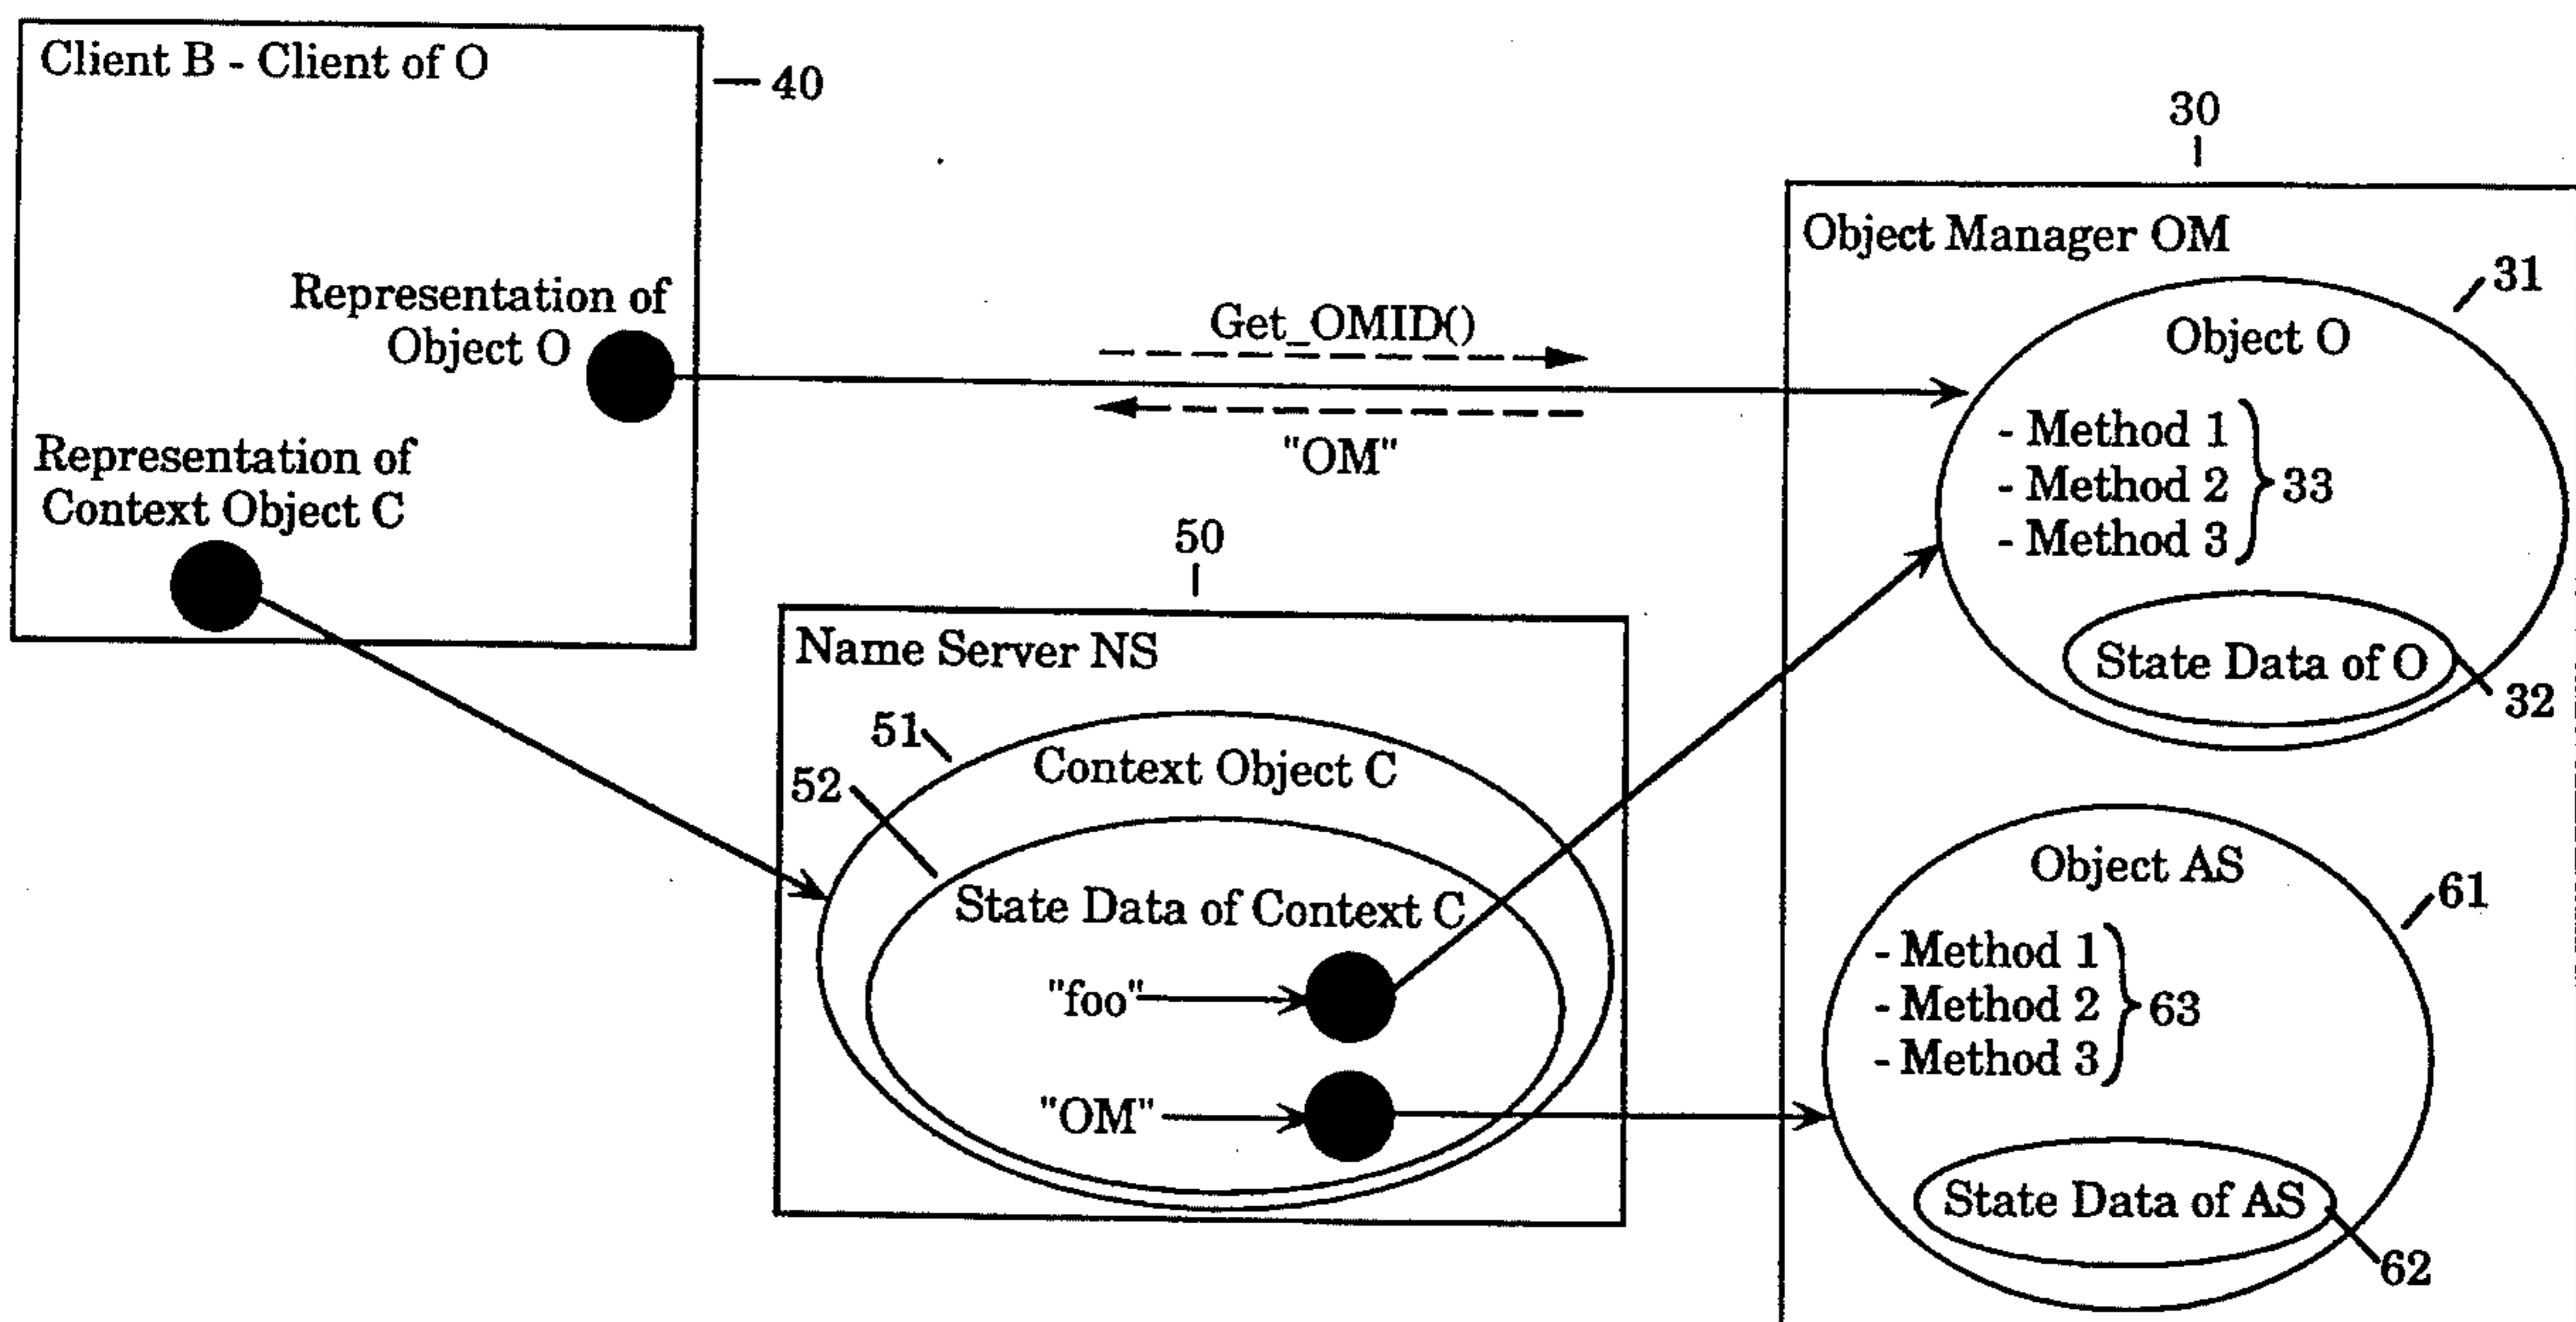 Client B - Client of O
40
Representation of
Object O
Representation of
Context Object C
Get_OMID()
"OM"
50
Name Server NS
51
Context Object C
52
State Data of Context C
"foo"
"OM"
30
Object Manager OM
31
Object O
- Method 1
- Method 2
- Method 3
33
State Data of O
32
Object AS
61
- Method 1
- Method 2
- Method 3
63
State Data of AS
62